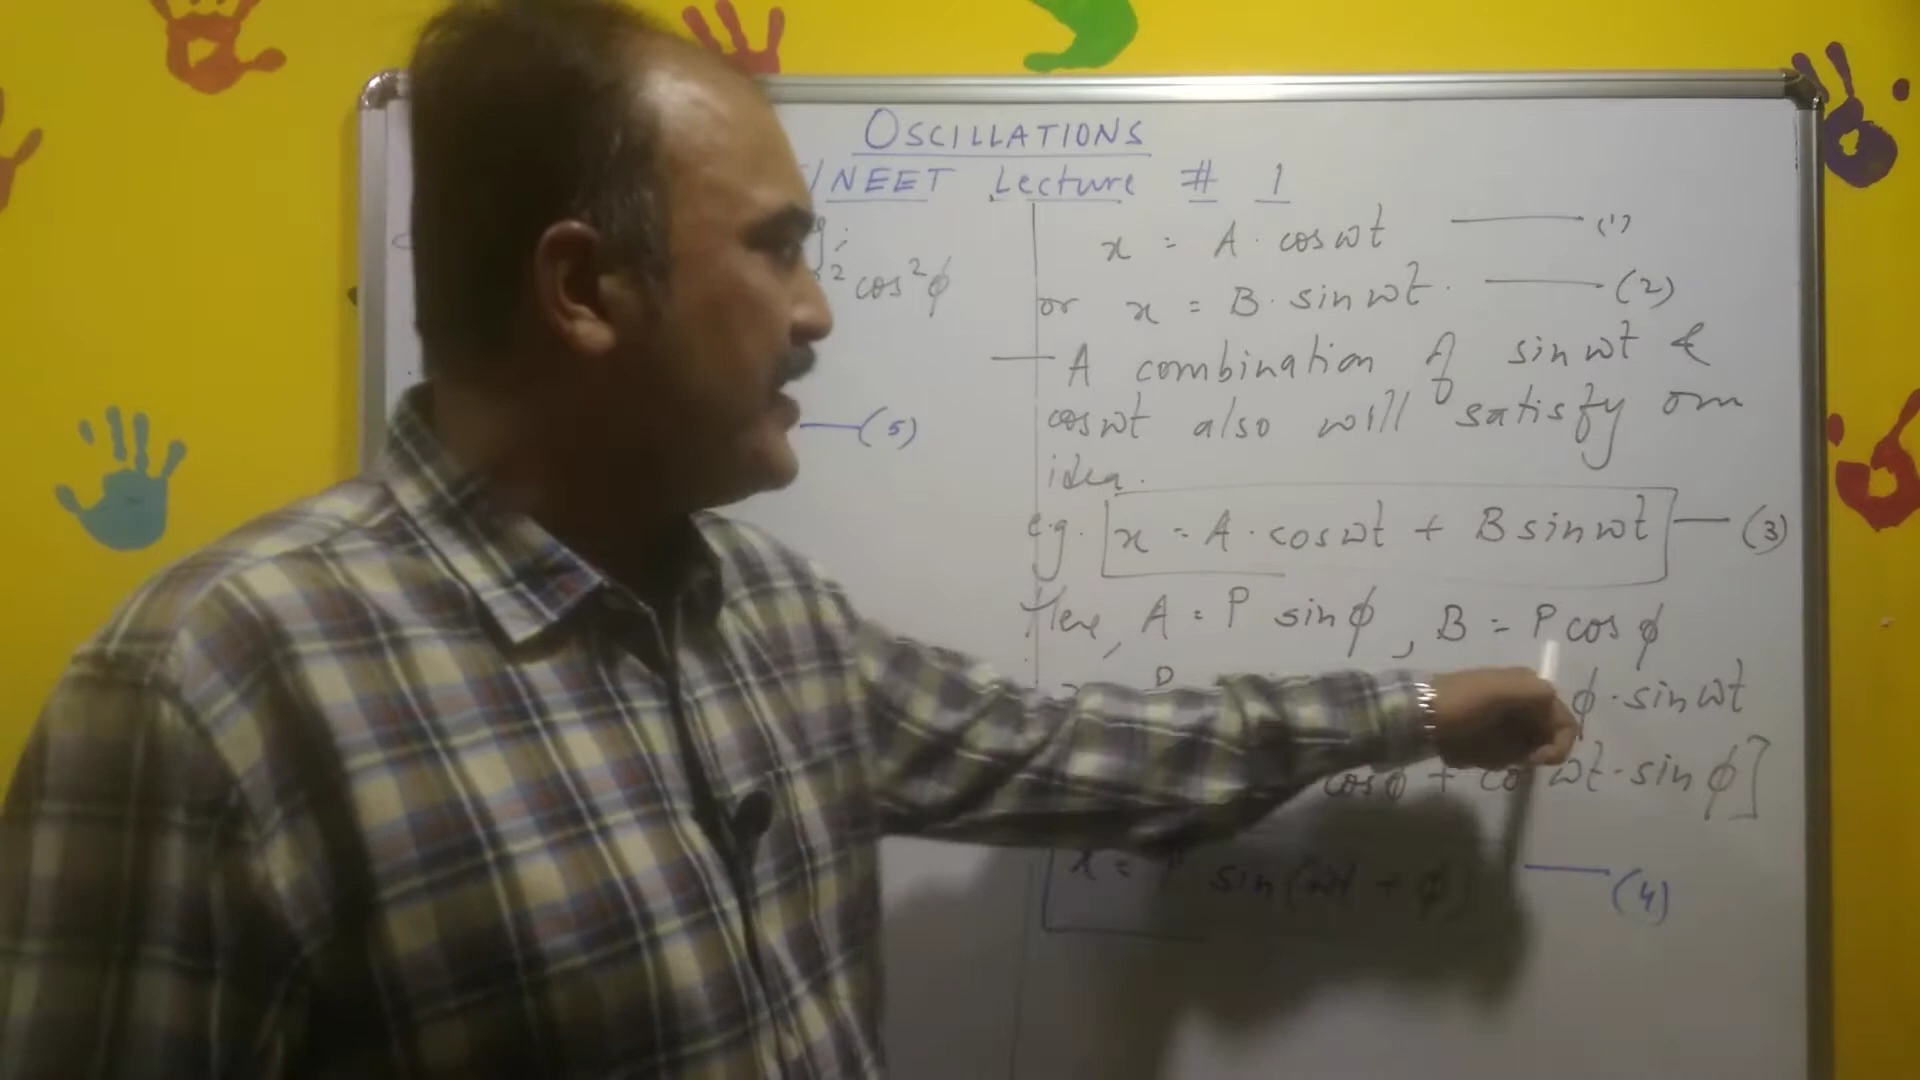 OSCILLATIONS
/NEET Lecture # 1
² cos²ϕ
(5)
x = A · cos ωt (1)
or x = B · sin ωt. (2)
A combination of sin ωt &
cos ωt also will satisfy our
idea.
e.g. x = A · cos ωt + B sin ωt (3)
Here, A = P sin ϕ, B = P cos ϕ
ϕ · sin ωt
cos ϕ + cos ωt · sin ϕ]
x = P sin (ωt + ϕ) (4)